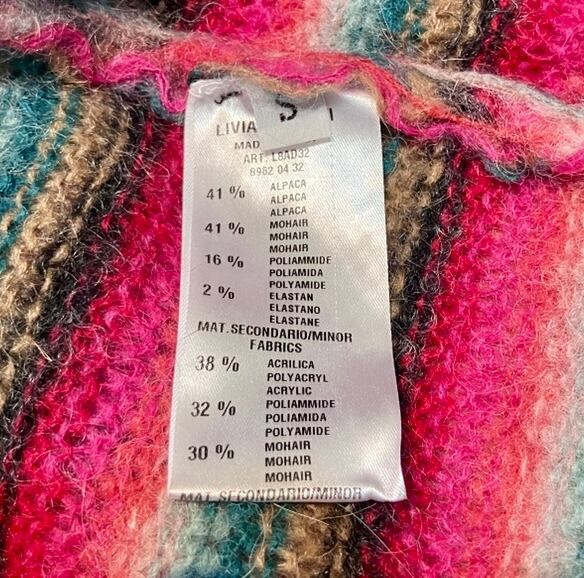 S
LIVIA
MAD
ART. L8AD32
8962 04 32
41 % ALPACA
ALPACA
ALPACA
41 % MOHAIR
MOHAIR
MOHAIR
16 % POLIAMMIDE
POLIAMIDA
POLYAMIDE
2 % ELASTAN
ELASTANO
ELASTANE
MAT.SECONDARIO/MINOR
FABRICS
38 % ACRILICA
POLYACRYL
ACRYLIC
32 % POLIAMMIDE
POLIAMIDA
POLYAMIDE
30 % MOHAIR
MOHAIR
MOHAIR
MAT.SECONDARIO/MINOR